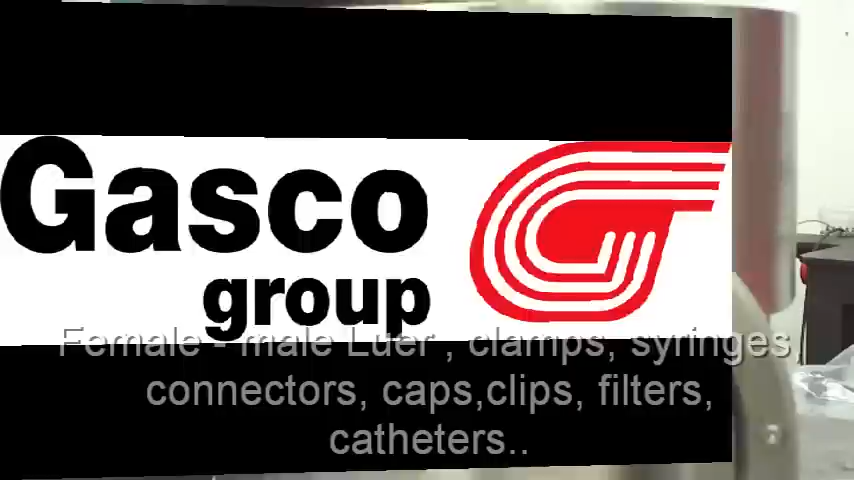 Gasco
group
Female - male Luer , clamps, syringes,
connectors, caps,clips, filters,
catheters..